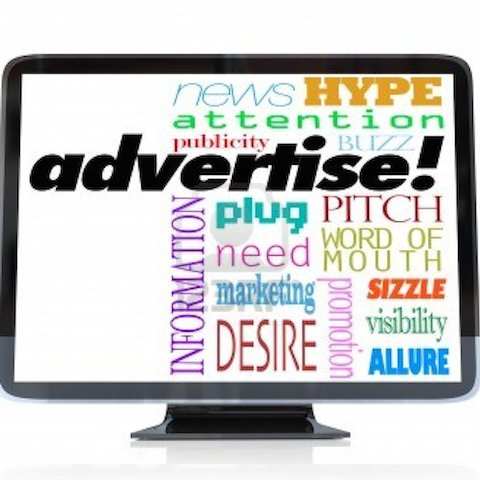 news HYPE
attention
publicity BUZZ
advertise!
INFORMATION
plug PITCH
need WORD OF
MOUTH
marketing
promotion
SIZZLE
DESIRE
visibility
ALLURE